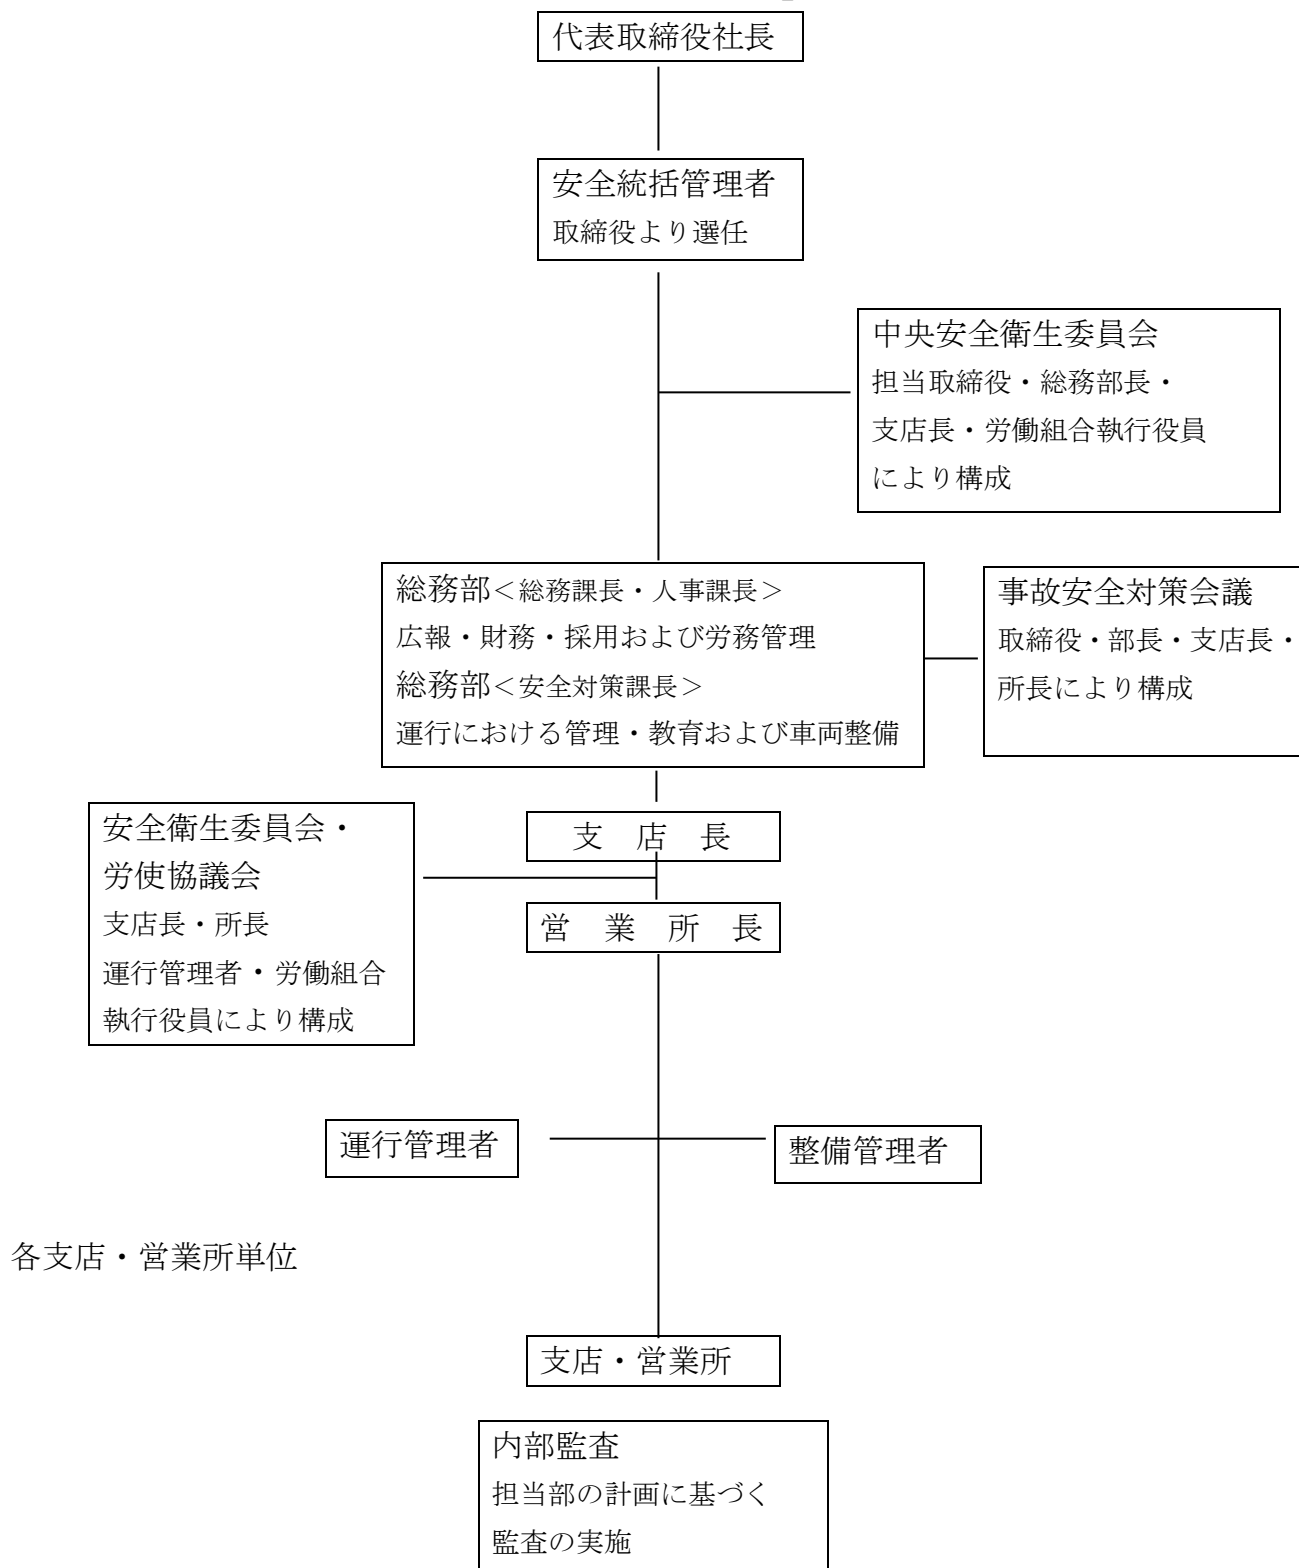 代表取締役社長
安全統括管理者
取締役より選任
中央安全衛生委員会
担当取締役・総務部長・
支店長・労働組合執行役員
により構成
総務部<総務課長・人事課長>
広報・財務・採用および労務管理
総務部<安全対策課長>
運行における管理・教育および車両整備
事故安全対策会議
取締役・部長・支店長・
所長により構成
支 店 長
安全衛生委員会・
労使協議会
支店長・所長
運行管理者・労働組合
執行役員により構成
営 業 所 長
運行管理者
整備管理者
各支店・営業所単位
支店・営業所
内部監査
担当部の計画に基づく
監査の実施